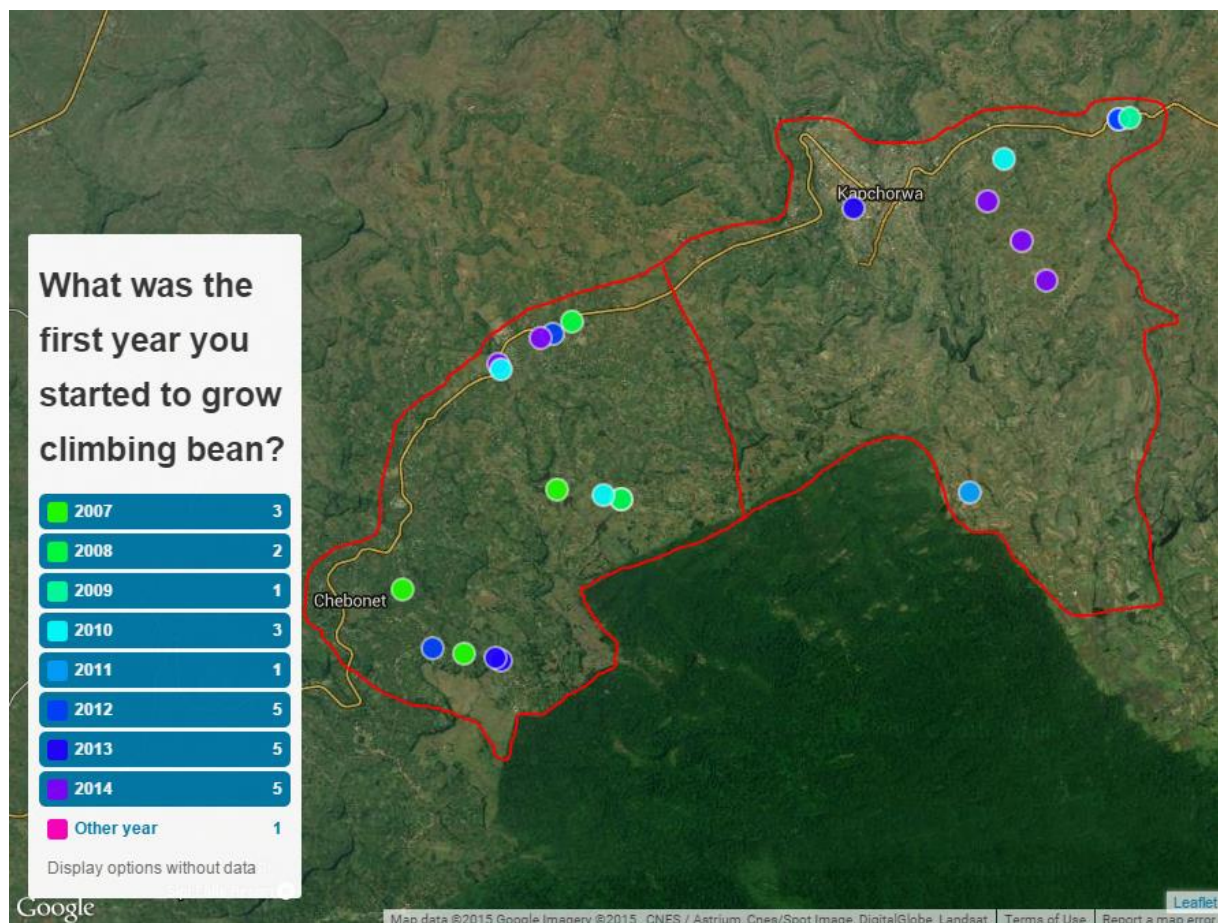 Kapchorwa
What was the
first year you
started to grow
climbing bean?
2007 3
2008 2
2009 1
2010 3
2011 1
2012 5
2013 5
2014 5
Other year 1
Display options without data
Chebonet
Google
Leaflet
Map data ©2015 Google Imagery ©2015 , CNES / Astrium, Cnes/Spot Image, DigitalGlobe, Landsat Terms of Use Report a map error